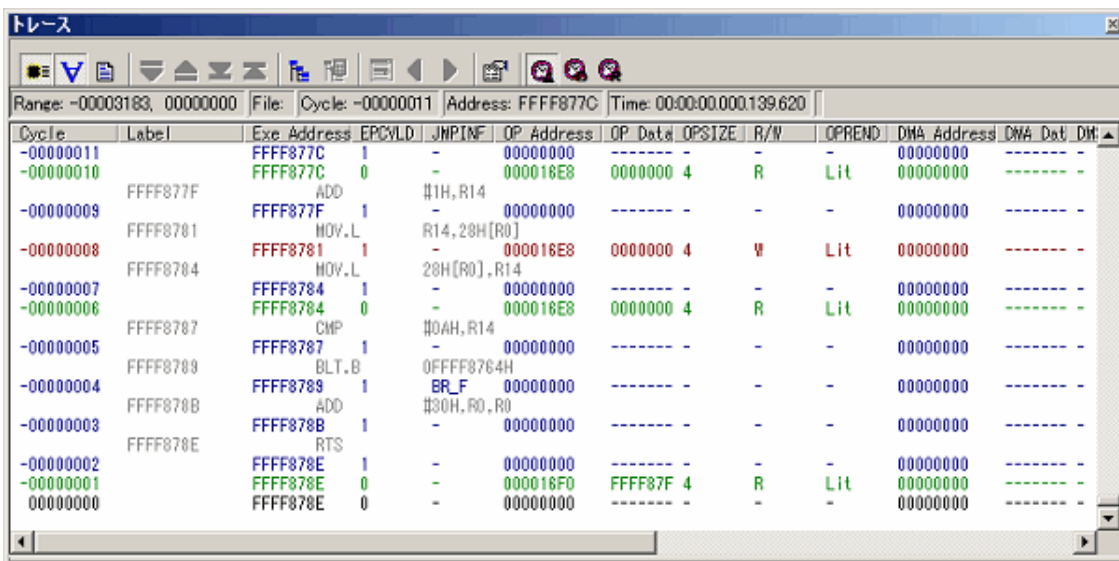 トレース
Range: -00003183, 00000000 File: Cycle: -00000011 Address: FFFF877C Time: 00:00:00.000.139.620
Cycle Label Exe Address EPCVLD JMPINF OP Address OP Data OPSIZE R/W OPREND DMA Address DMA Dat DM
-00000011 FFFF877C 1 - 00000000 ------- - - - 00000000 ------- -
-00000010 FFFF877C 0 - 000016E8 0000000 4 R Lit 00000000 ------- -
FFFF877F ADD #1H,R14
-00000009 FFFF877F 1 - 00000000 ------- - - - 00000000 ------- -
FFFF8781 MOV.L R14,28H[R0]
-00000008 FFFF8781 1 - 000016E8 0000000 4 W Lit 00000000 ------- -
FFFF8784 MOV.L 28H[R0],R14
-00000007 FFFF8784 1 - 00000000 ------- - - - 00000000 ------- -
-00000006 FFFF8784 0 - 000016E8 0000000 4 R Lit 00000000 ------- -
FFFF8787 CMP #0AH,R14
-00000005 FFFF8787 1 - 00000000 ------- - - - 00000000 ------- -
FFFF8789 BLT.B 0FFFF8764H
-00000004 FFFF8789 1 BR_F 00000000 ------- - - - 00000000 ------- -
FFFF878B ADD #30H,R0,R0
-00000003 FFFF878B 1 - 00000000 ------- - - - 00000000 ------- -
FFFF878E RTS
-00000002 FFFF878E 1 - 00000000 ------- - - - 00000000 ------- -
-00000001 FFFF878E 0 - 000016F0 FFFF87F 4 R Lit 00000000 ------- -
00000000 FFFF878E 0 - 00000000 ------- - - - 00000000 ------- -